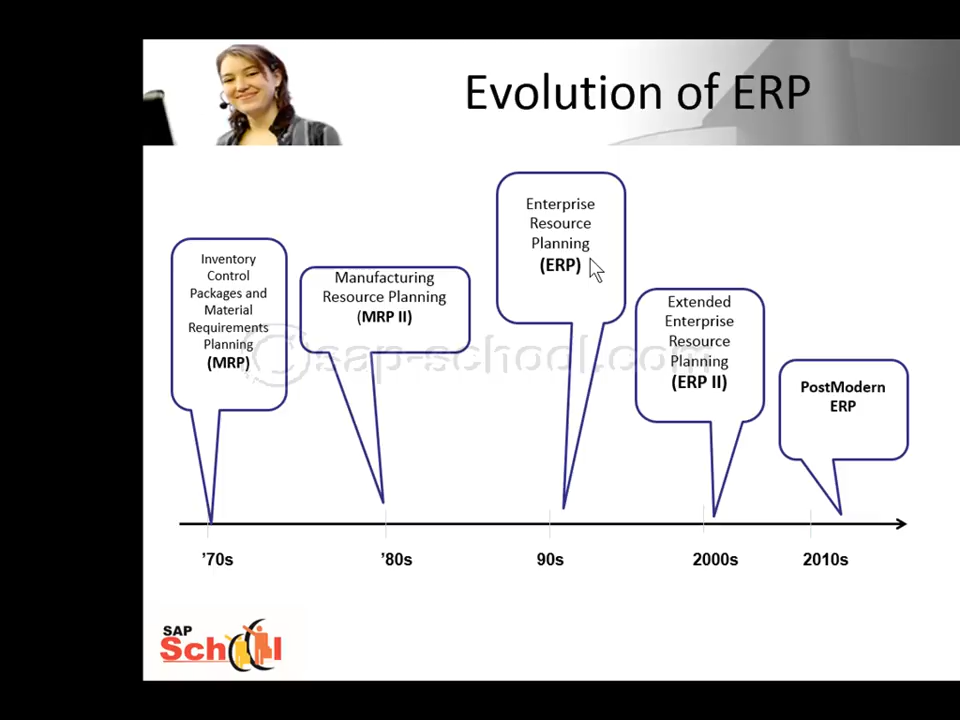 Evolution of ERP
Inventory
Control
Packages and
Material
Requirements
Planning
(MRP)
Manufacturing
Resource Planning
(MRP II)
Enterprise
Resource
Planning
(ERP)
Extended
Enterprise
Resource
Planning
(ERP II)
PostModern
ERP
©sap-school.com
’70s
’80s
90s
2000s
2010s
SAP
School